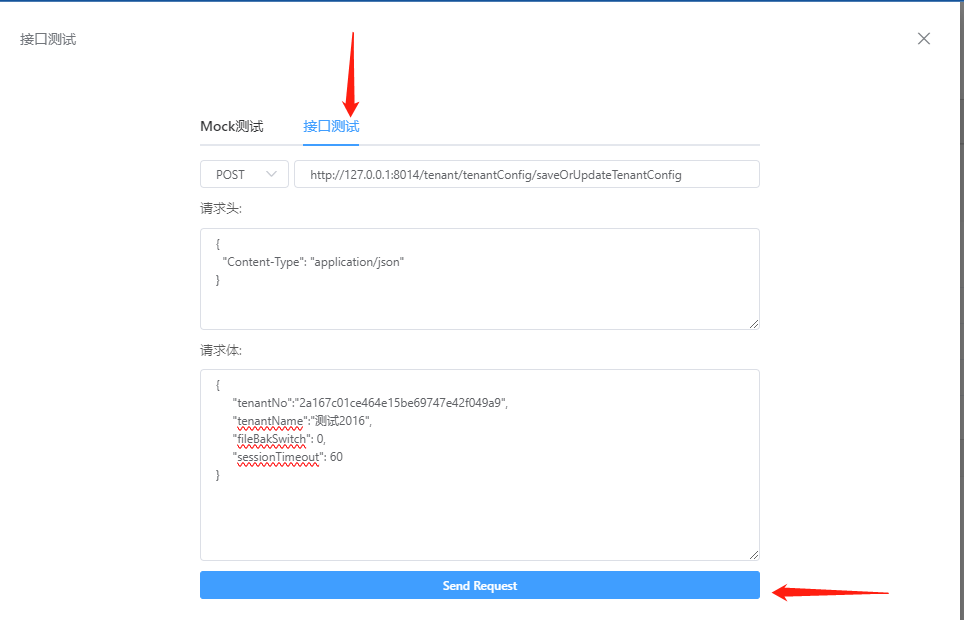 接口测试
Mock测试 接口测试
POST http://127.0.0.1:8014/tenant/tenantConfig/saveOrUpdateTenantConfig
请求头:
{
"Content-Type": "application/json"
}
请求体:
{
"tenantNo":"2a167c01ce464e15be69747e42f049a9",
"tenantName":"测试2016",
"fileBakSwitch": 0,
"sessionTimeout": 60
}
Send Request